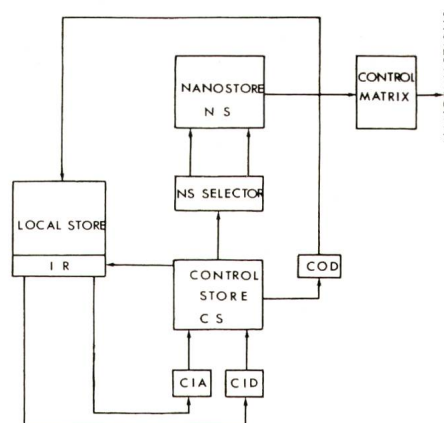 NANOSTORE
N S
CONTROL
MATRIX
NS SELECTOR
LOCAL STORE
I R
CONTROL
STORE
C S
COD
CIA
CID